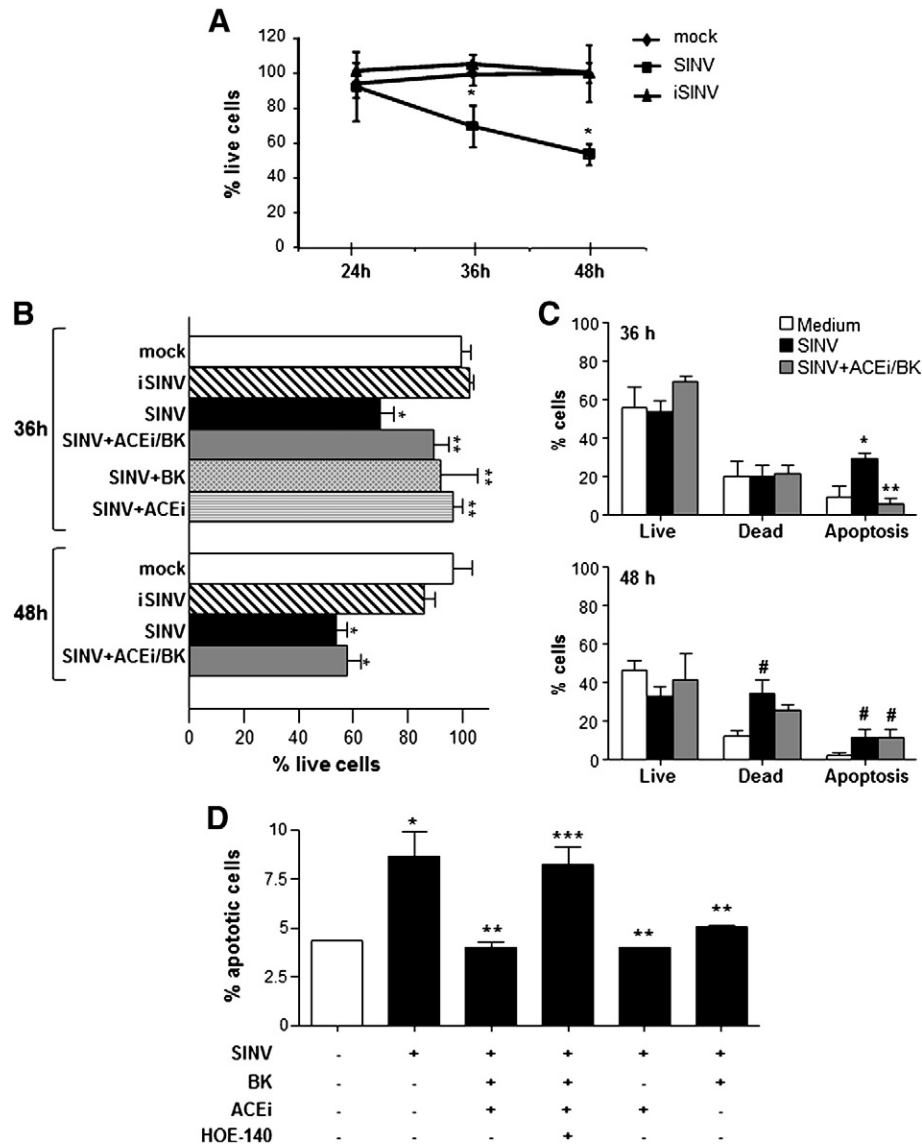 A
120
100
80
60
40
20
0
% live cells
24h
36h
48h
*
*
mock
SINV
iSINV
B
36h
mock
iSINV
SINV
SINV+ACEi/BK
SINV+BK
SINV+ACEi
*
**
**
**
48h
mock
iSINV
SINV
SINV+ACEi/BK
*
*
0 20 40 60 80 100
% live cells
C
36 h
Medium
SINV
SINV+ACEi/BK
100
80
60
40
20
0
% cells
*
**
Live Dead Apoptosis
48 h
100
80
60
40
20
0
% cells
#
# #
Live Dead Apoptosis
D
10
7.5
5
2.5
0
% apototic cells
* ** *** ** **
SINV - + + + + +
BK - - + + - +
ACEi - - + + + -
HOE-140 - - - + - -